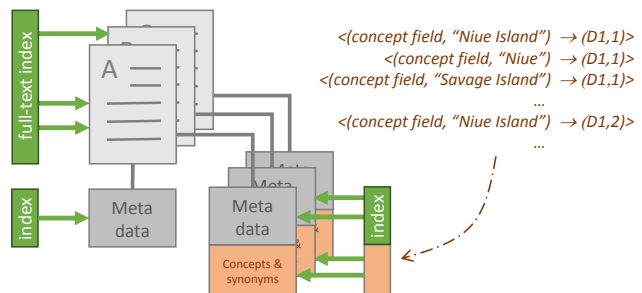 full-text index
A
<(concept field, “Niue Island”) → (D1,1)>
<(concept field, “Niue”) → (D1,1)>
<(concept field, “Savage Island”) → (D1,1)>
...
<(concept field, “Niue Island”) → (D1,2)>
...
index
Meta
data
Meta
data
Concepts &
synonyms
index
&
&